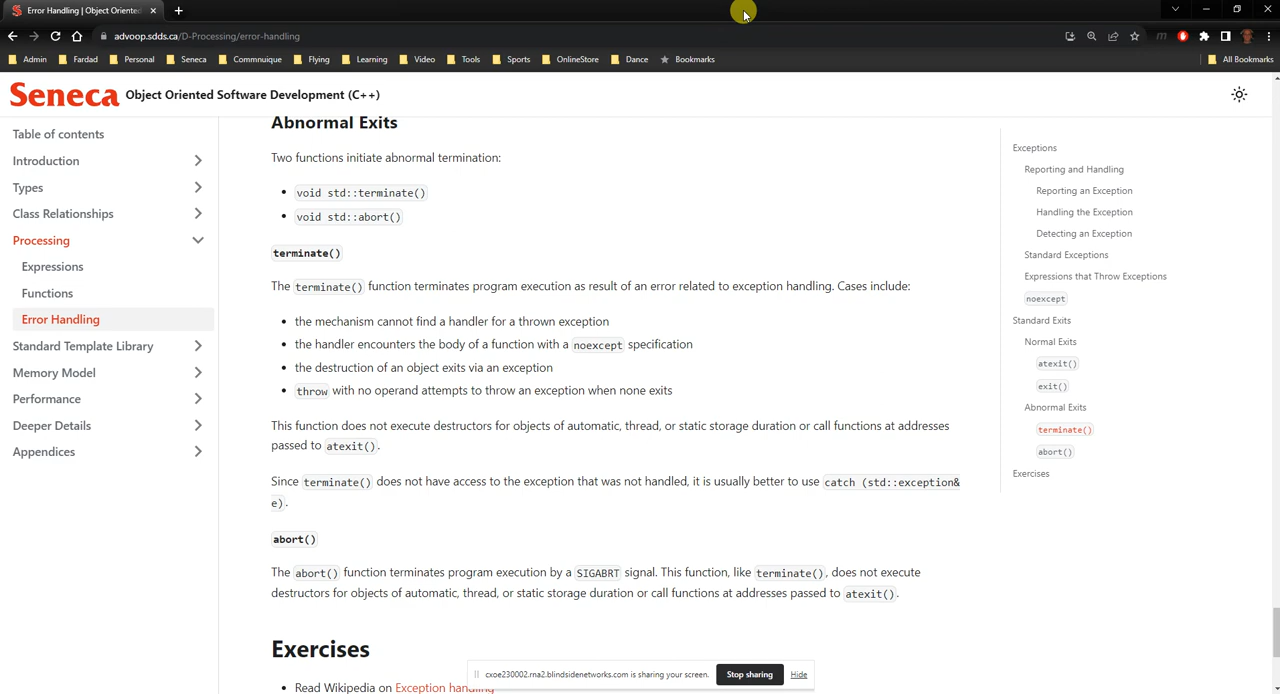 Error Handling | Object Oriented
advoop.sdds.ca/D-Processing/error-handling
Admin Fardad Personal Seneca Commnuique Flying Learning Video Tools Sports OnlineStore Dance Bookmarks All Bookmarks
Seneca Object Oriented Software Development (C++)
Table of contents
Introduction
Types
Class Relationships
Processing
Expressions
Functions
Error Handling
Standard Template Library
Memory Model
Performance
Deeper Details
Appendices
Abnormal Exits
Two functions initiate abnormal termination:
void std::terminate()
void std::abort()
terminate()
The terminate() function terminates program execution as result of an error related to exception handling. Cases include:
the mechanism cannot find a handler for a thrown exception
the handler encounters the body of a function with a noexcept specification
the destruction of an object exits via an exception
throw with no operand attempts to throw an exception when none exits
This function does not execute destructors for objects of automatic, thread, or static storage duration or call functions at addresses
passed to atexit().
Since terminate() does not have access to the exception that was not handled, it is usually better to use catch (std::exception&
e).
abort()
The abort() function terminates program execution by a SIGABRT signal. This function, like terminate(), does not execute
destructors for objects of automatic, thread, or static storage duration or call functions at addresses passed to atexit().
Exercises
Read Wikipedia on Exception handling
Exceptions
Reporting and Handling
Reporting an Exception
Handling the Exception
Detecting an Exception
Standard Exceptions
Expressions that Throw Exceptions
noexcept
Standard Exits
Normal Exits
atexit()
exit()
Abnormal Exits
terminate()
abort()
Exercises
cxoe230002.rna2.blindsidenetworks.com is sharing your screen. Stop sharing Hide